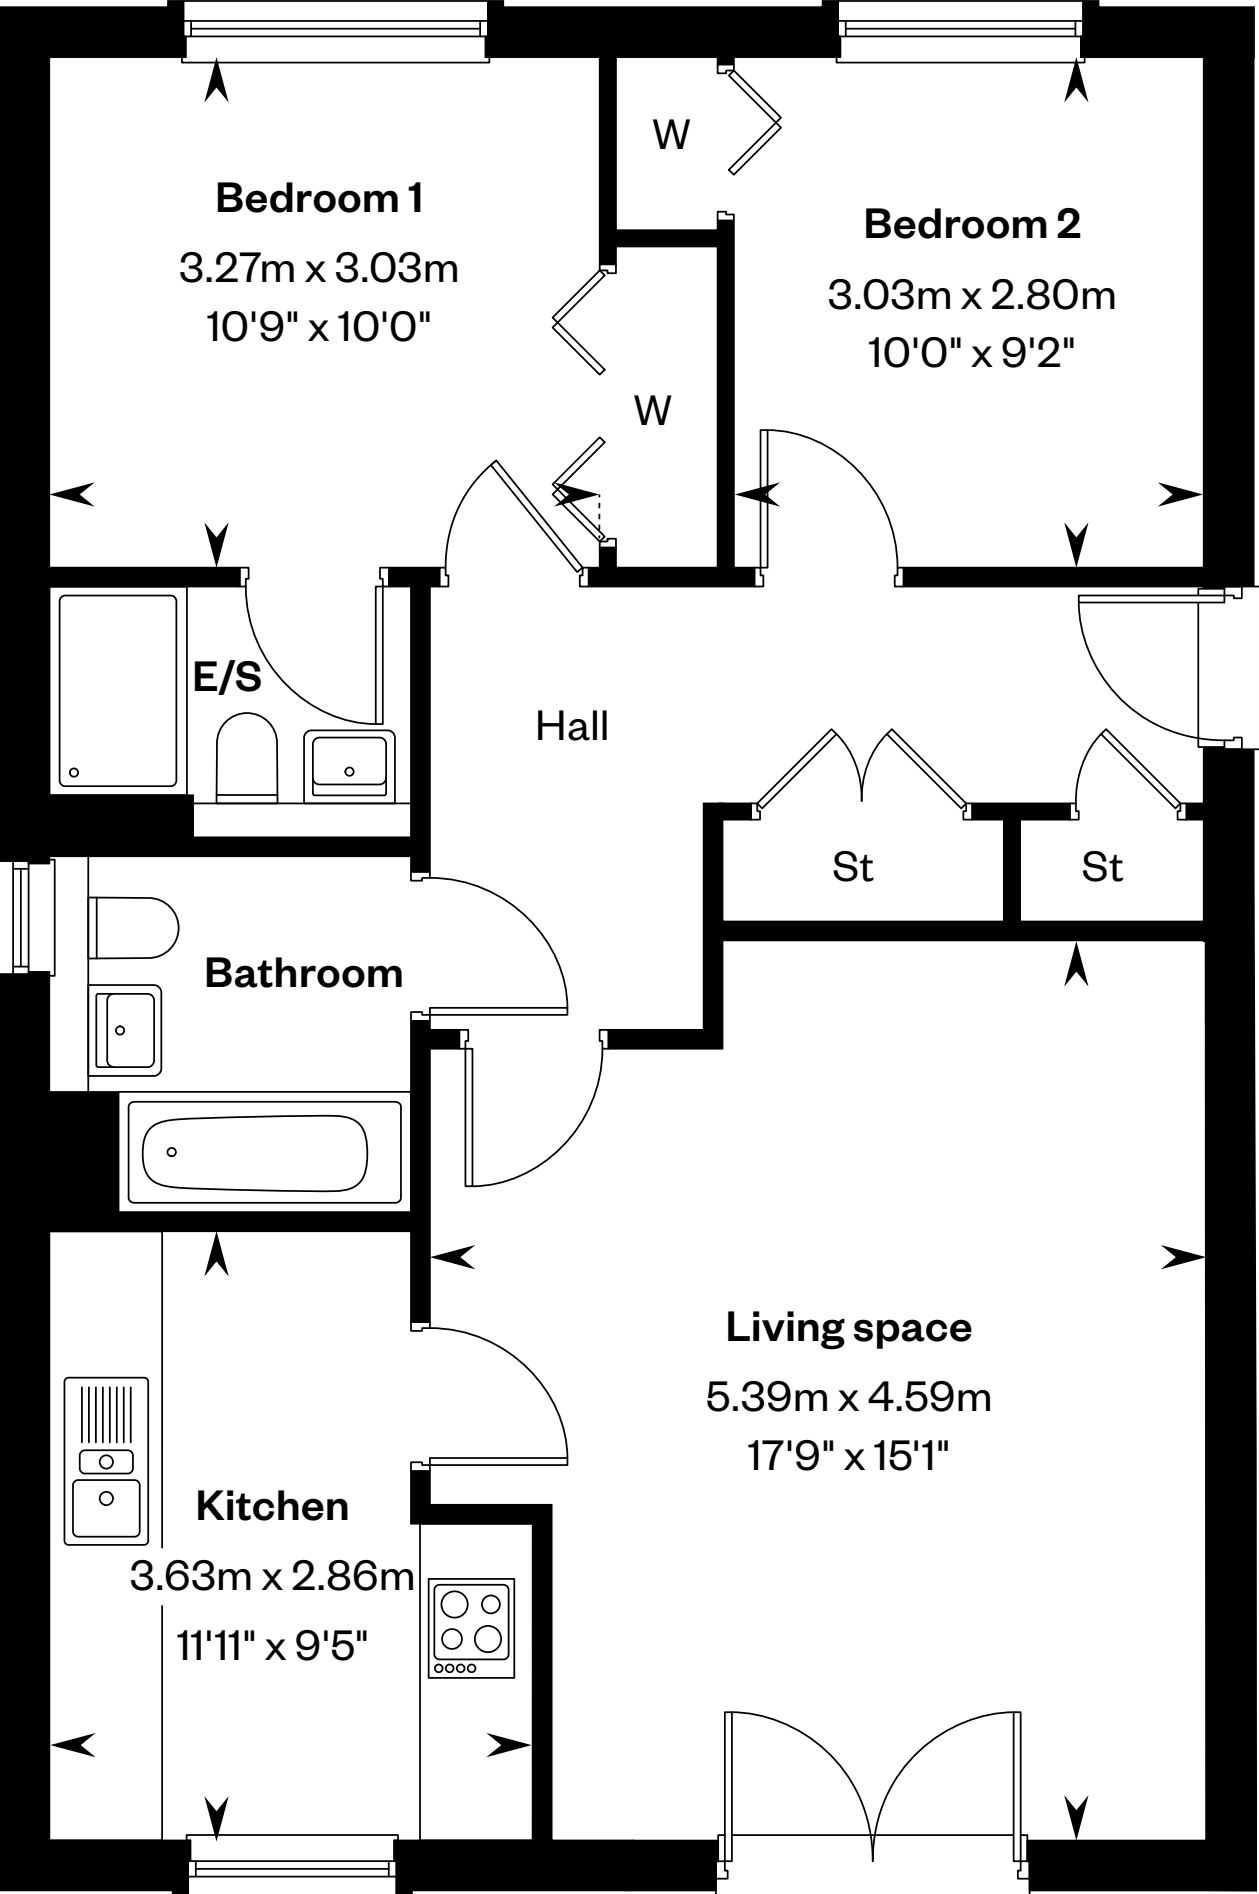 Bedroom 1
3.27m x 3.03m
10'9" x 10'0"
W
Bedroom 2
3.03m x 2.80m
10'0" x 9'2"
W
E/S
Hall
St
St
Bathroom
Living space
5.39m x 4.59m
17'9" x 15'1"
Kitchen
3.63m x 2.86m
11'11" x 9'5"